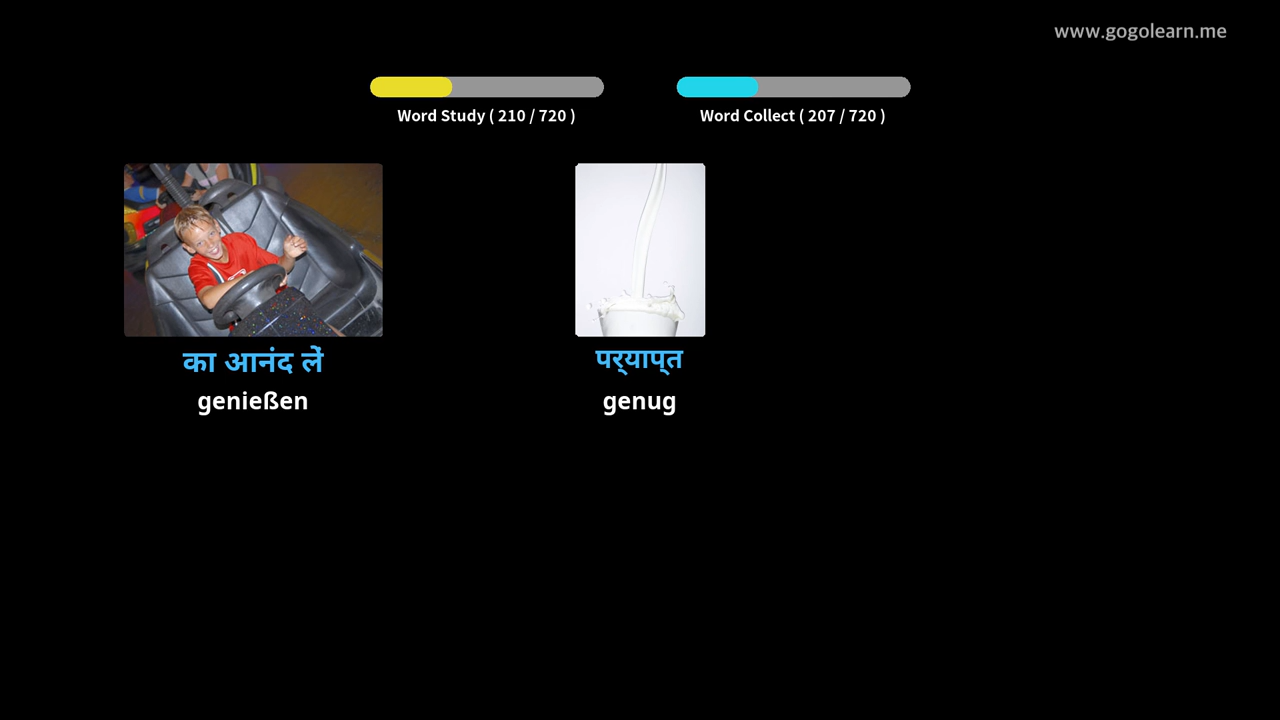 www.gogolearn.me
Word Study ( 210 / 720 )
Word Collect ( 207 / 720 )
का आनंद लें
genießen
पर्याप्त
genug